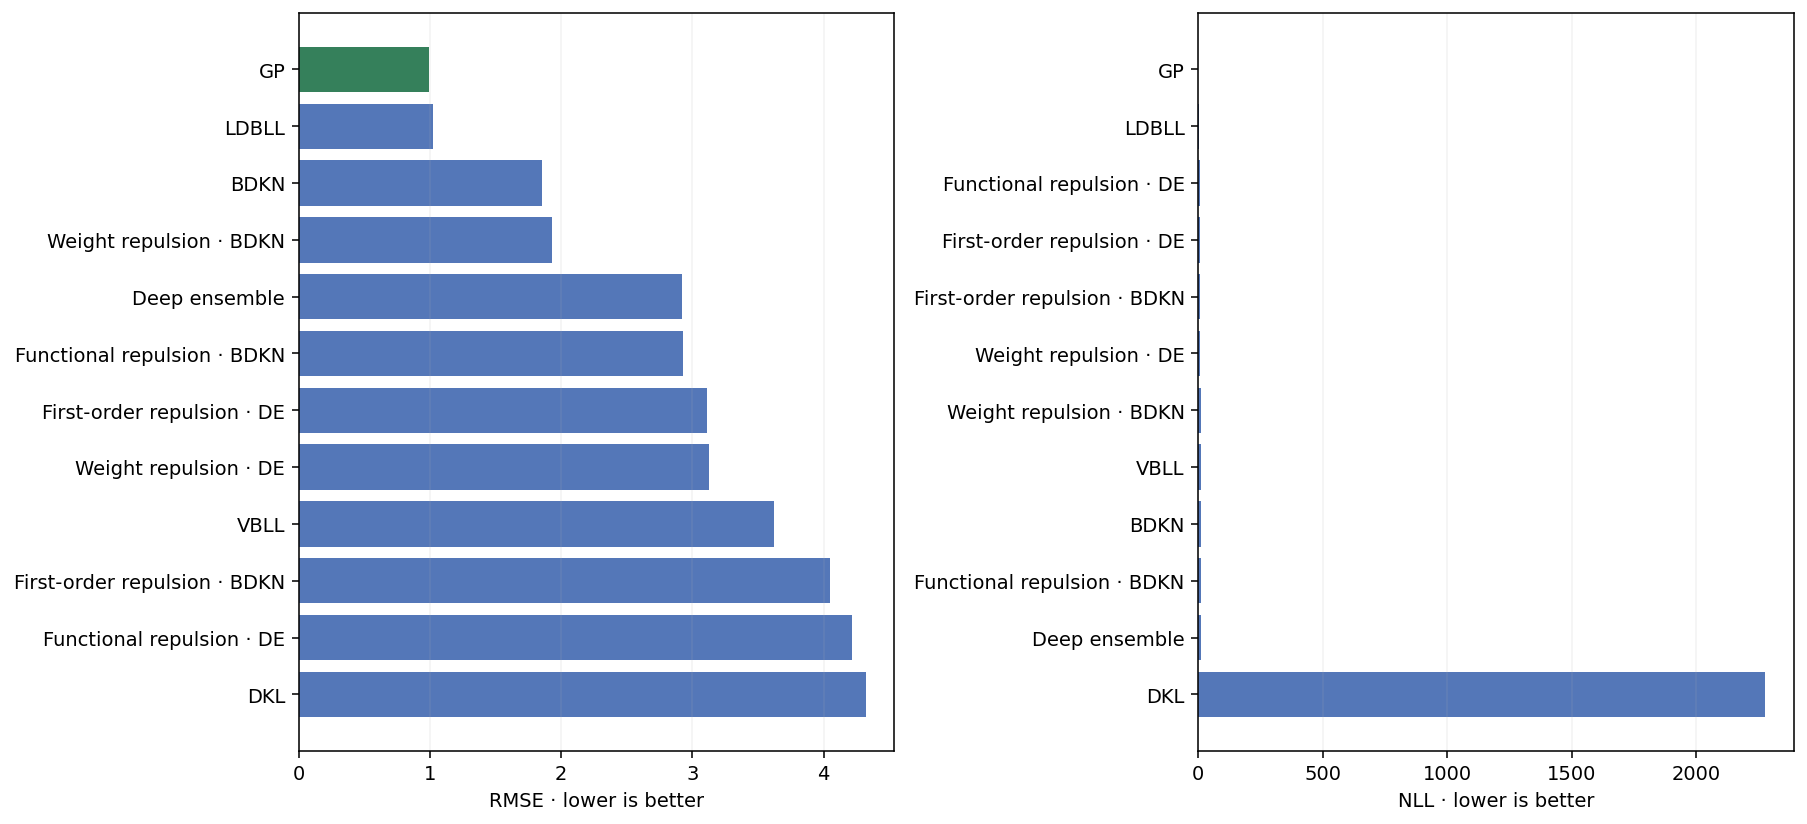 GP
LDBLL
BDKN
Weight repulsion · BDKN
Deep ensemble
Functional repulsion · BDKN
First-order repulsion · DE
Weight repulsion · DE
VBLL
First-order repulsion · BDKN
Functional repulsion · DE
DKL
0 1 2 3 4
RMSE · lower is better
GP
LDBLL
Functional repulsion · DE
First-order repulsion · DE
First-order repulsion · BDKN
Weight repulsion · DE
Weight repulsion · BDKN
VBLL
BDKN
Functional repulsion · BDKN
Deep ensemble
DKL
0 500 1000 1500 2000
NLL · lower is better